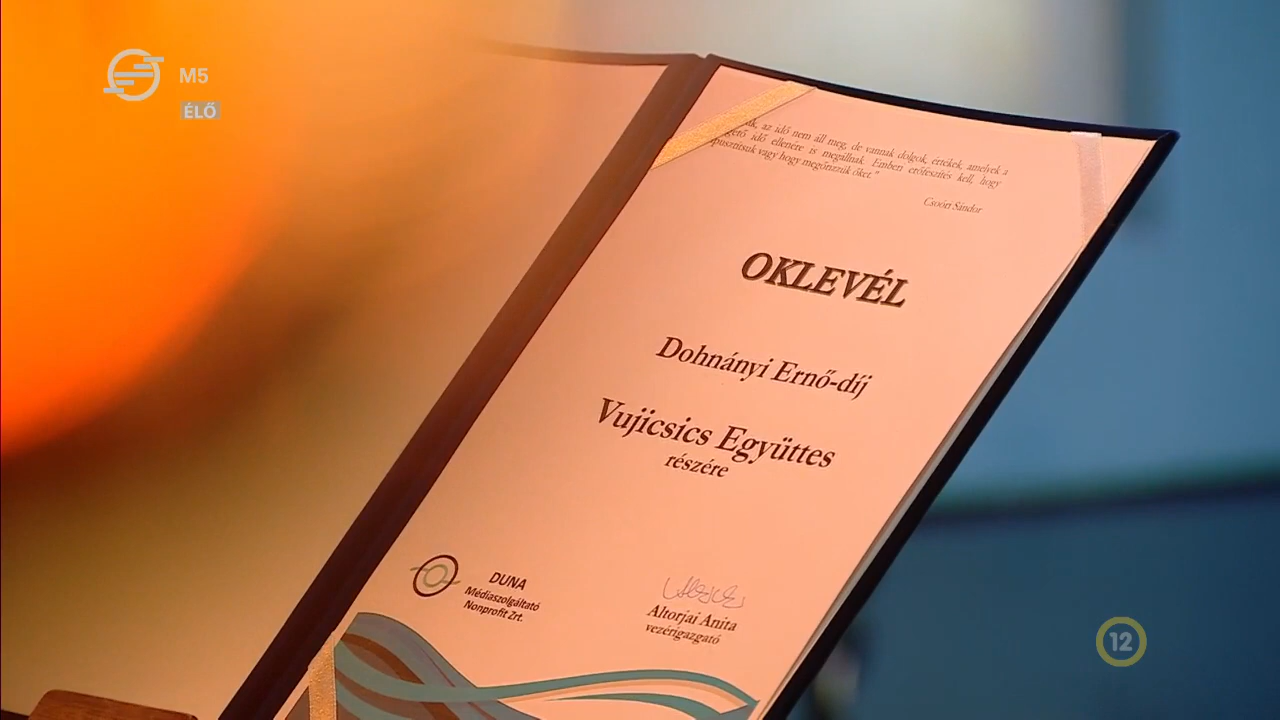 M5
ÉLŐ
az idő nem áll meg, de vannak dolgok, értékek, amelyek a
idő ellenére is megállnak. Emberi erőfeszítés kell, hogy
vagy hogy megőrizzük őket."
Csoóri Sándor
OKLEVÉL
Dohnányi Ernő-díj
Vujicsics Együttes
részére
DUNA
Médiaszolgáltató
Nonprofit Zrt.
Altorjai Anita
vezérigazgató
12